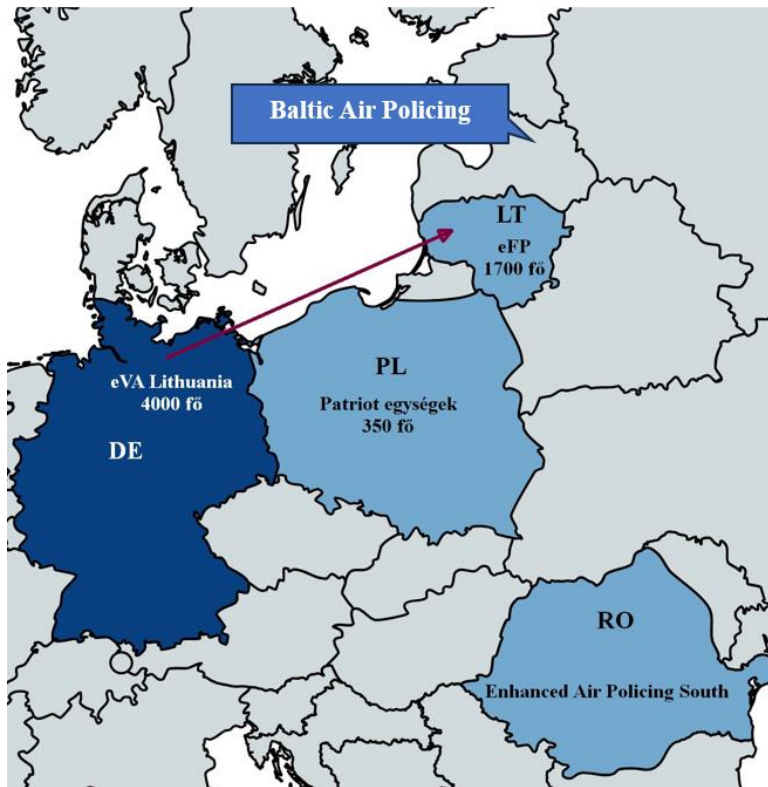 Baltic Air Policing
LT
eFP
1700 fő
eVA Lithuania
4000 fő
DE
PL
Patriot egységek
350 fő
RO
Enhanced Air Policing South